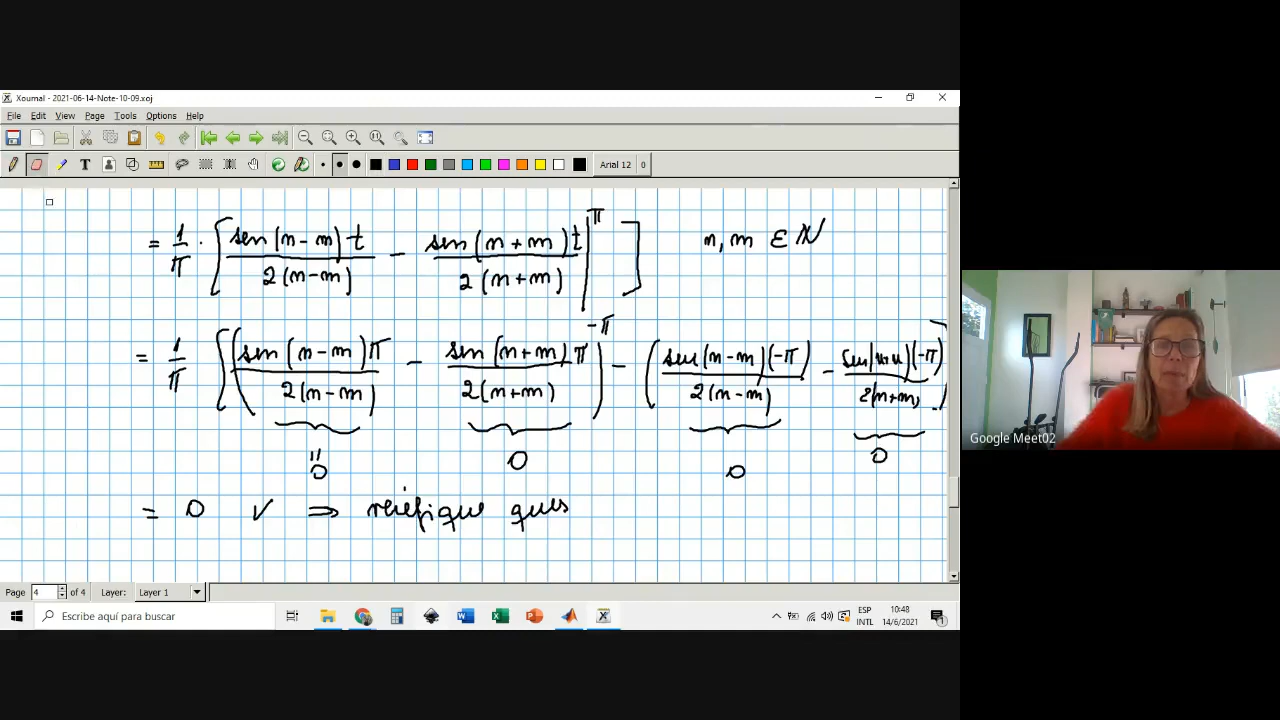 Xournal - 2021-06-14-Note-10-09.xoj
File Edit View Page Tools Options Help
Arial 12 0
= 1/π · [ sen(n-m)t / 2(n-m) - sen(n+m)t / 2(n+m) |_{-π}^{π} ] n, m ∈ ℕ
= 1/π [ ( sen(n-m)π / 2(n-m) - sen(n+m)π / 2(n+m) ) - ( sen(n-m)(-π) / 2(n-m) - sen(n+m)(-π) / 2(n+m) ) ]
" 0 0 0 0
= 0 ✓ ⇒ verifique ques
Google Meet02
Page 4 of 4 Layer: Layer 1
Escribe aquí para buscar
ESP
INTL
10:48
14/6/2021
1